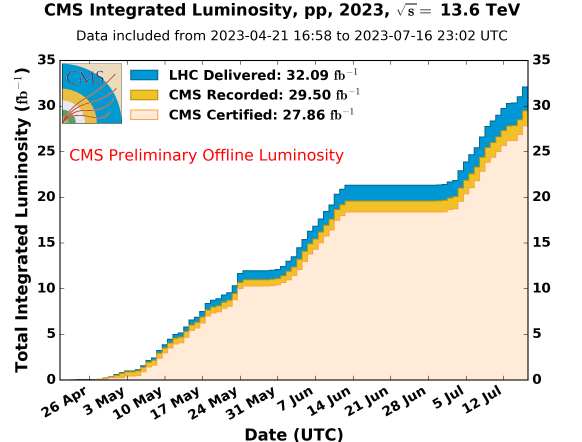 CMS Integrated Luminosity, pp, 2023, √s = 13.6 TeV
Data included from 2023-04-21 16:58 to 2023-07-16 23:02 UTC
35
35
CMS
LHC Delivered: 32.09 fb⁻¹
CMS Recorded: 29.50 fb⁻¹
CMS Certified: 27.86 fb⁻¹
CMS Preliminary Offline Luminosity
30
30
25
25
20
20
15
15
10
10
5
5
0
0
Total Integrated Luminosity (fb⁻¹)
26 Apr
3 May
10 May
17 May
24 May
31 May
7 Jun
14 Jun
21 Jun
28 Jun
5 Jul
12 Jul
Date (UTC)